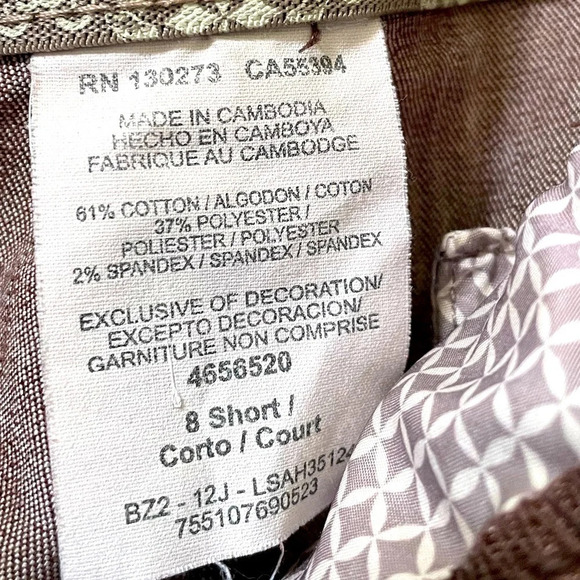 RN 130273 CA55394
MADE IN CAMBODIA
HECHO EN CAMBOYA
FABRIQUE AU CAMBODGE
61% COTTON / ALGODON / COTON
37% POLYESTER /
POLIESTER / POLYESTER
2% SPANDEX / SPANDEX / SPANDEX
EXCLUSIVE OF DECORATION/
EXCEPTO DECORACION/
GARNITURE NON COMPRISE
4656520
8 Short /
Corto / Court
BZ2 - 12J - LSAH35124
755107690523